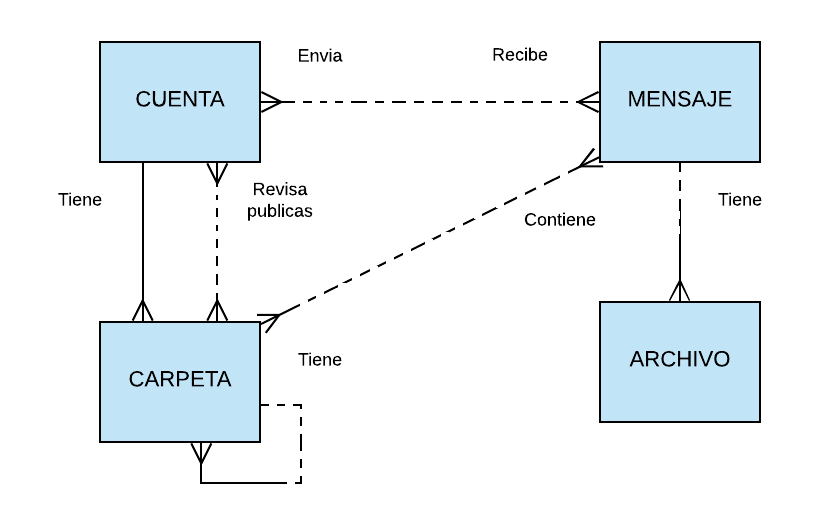 Envia
Recibe
CUENTA
MENSAJE
Tiene
Revisa
publicas
Tiene
Contiene
Tiene
CARPETA
ARCHIVO